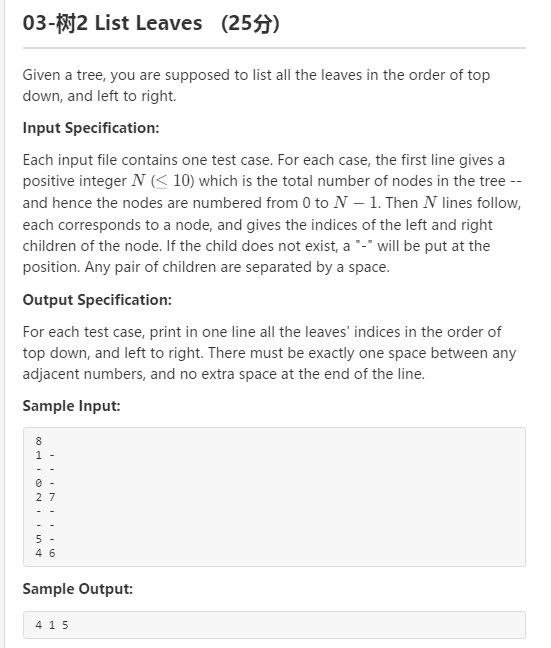 03-树2 List Leaves (25分)
Given a tree, you are supposed to list all the leaves in the order of top
down, and left to right.
Input Specification:
Each input file contains one test case. For each case, the first line gives a
positive integer N (≤ 10) which is the total number of nodes in the tree --
and hence the nodes are numbered from 0 to N − 1. Then N lines follow,
each corresponds to a node, and gives the indices of the left and right
children of the node. If the child does not exist, a "-" will be put at the
position. Any pair of children are separated by a space.
Output Specification:
For each test case, print in one line all the leaves' indices in the order of
top down, and left to right. There must be exactly one space between any
adjacent numbers, and no extra space at the end of the line.
Sample Input:
8
1 -
- -
0 -
2 7
- -
- -
5 -
4 6
Sample Output:
4 1 5